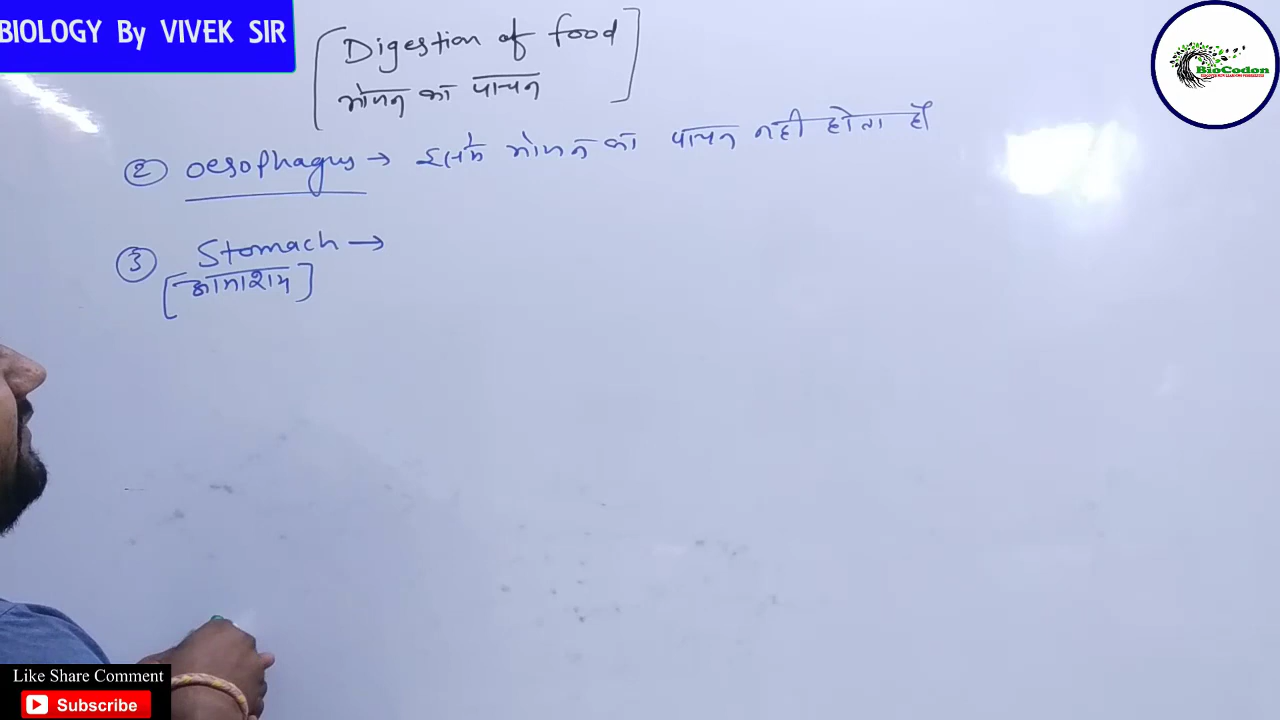 BIOLOGY By VIVEK SIR
Digestion of food
भोजन का पाचन
BioCodon
② Oesophagus → इसमे भोजन का पाचन नही होता है
③ Stomach →
[आमाशय]
Like Share Comment
Subscribe